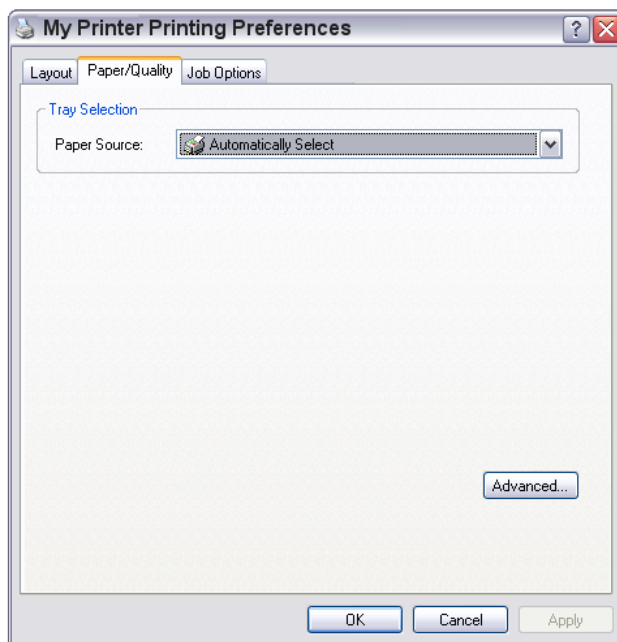 My Printer Printing Preferences
?
Layout Paper/Quality Job Options
Tray Selection
Paper Source: Automatically Select
Advanced...
OK Cancel Apply